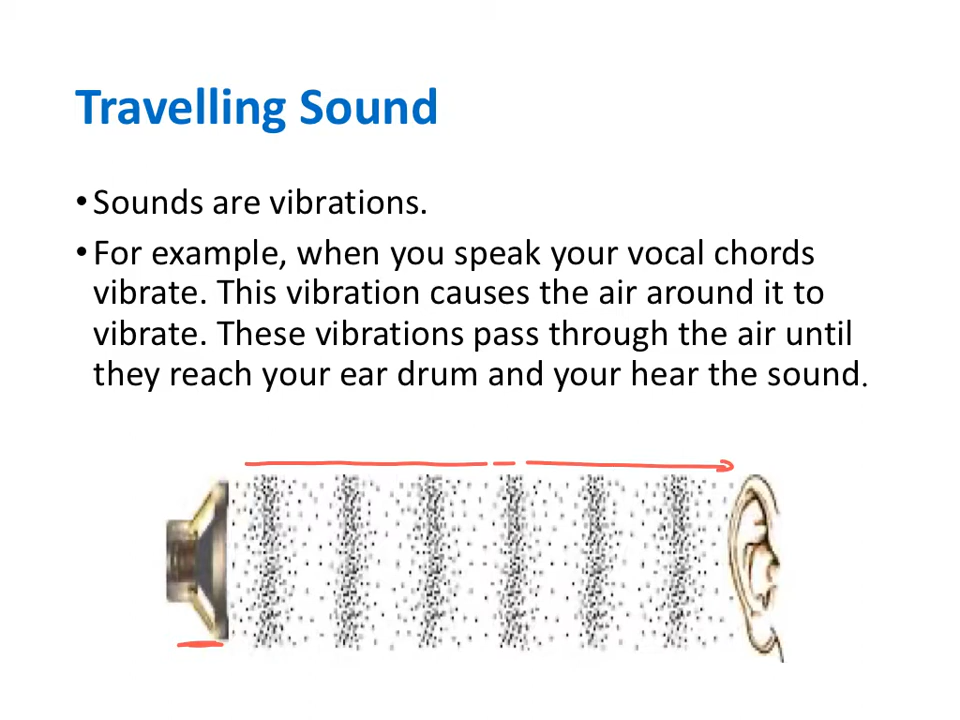 Travelling Sound
• Sounds are vibrations.
• For example, when you speak your vocal chords
vibrate. This vibration causes the air around it to
vibrate. These vibrations pass through the air until
they reach your ear drum and your hear the sound.